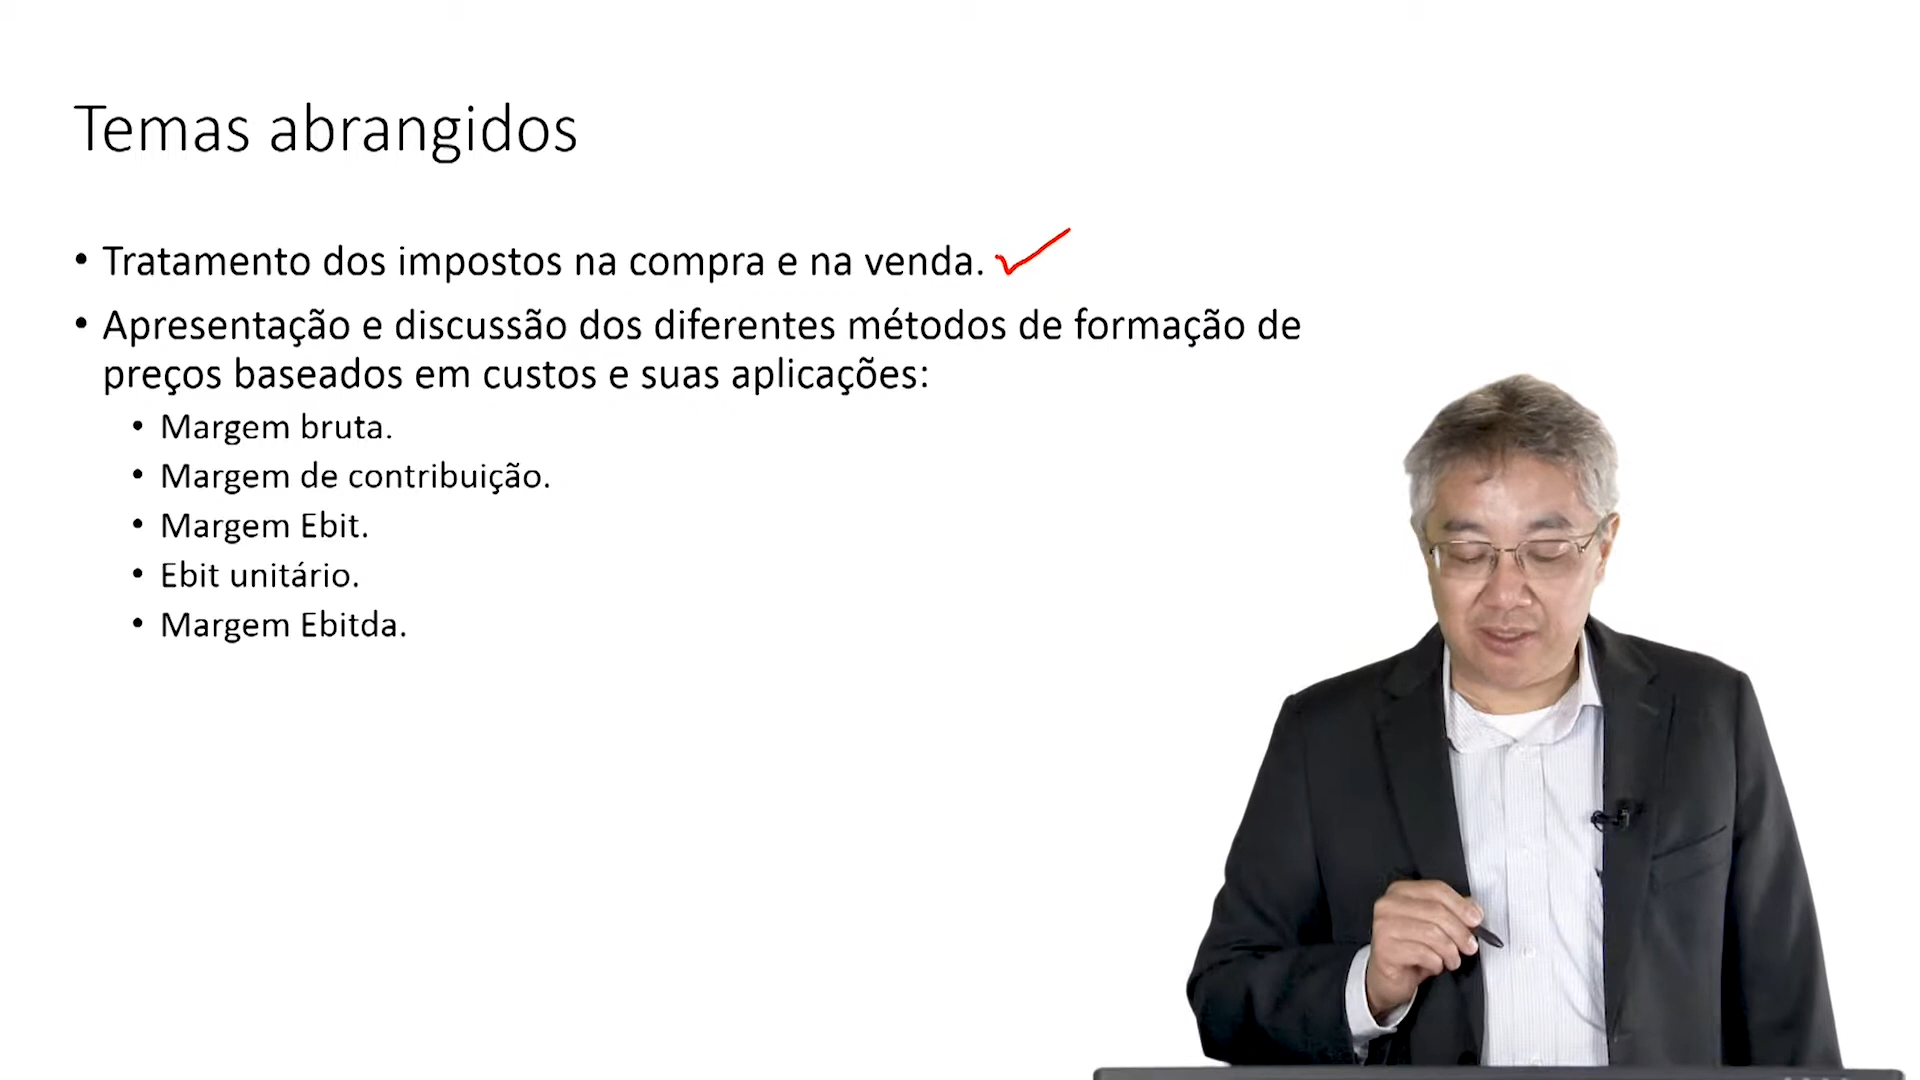 Temas abrangidos
• Tratamento dos impostos na compra e na venda.
• Apresentação e discussão dos diferentes métodos de formação de
preços baseados em custos e suas aplicações:
• Margem bruta.
• Margem de contribuição.
• Margem Ebit.
• Ebit unitário.
• Margem Ebitda.